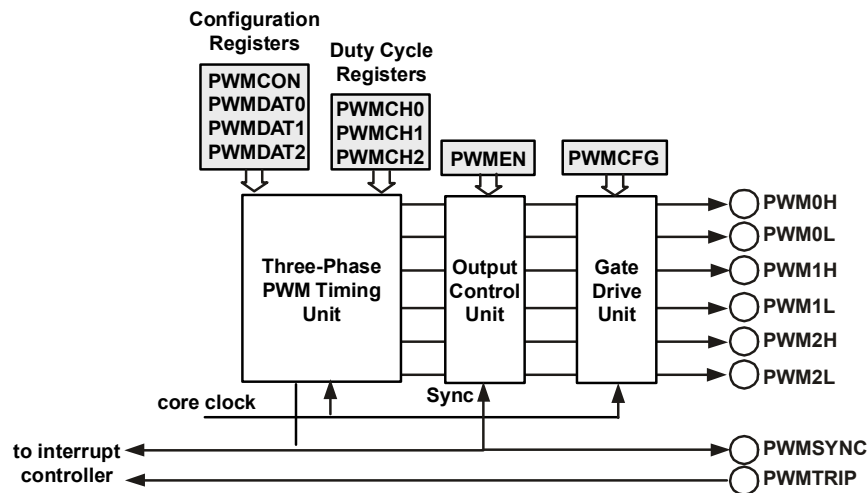 Configuration
Registers
Duty Cycle
Registers
PWMCON
PWMDAT0
PWMDAT1
PWMDAT2
PWMCH0
PWMCH1
PWMCH2
PWMEN
PWMCFG
Three-Phase
PWM Timing
Unit
Output
Control
Unit
Gate
Drive
Unit
PWM0H
PWM0L
PWM1H
PWM1L
PWM2H
PWM2L
core clock
Sync
to interrupt
controller
PWMSYNC
PWMTRIP